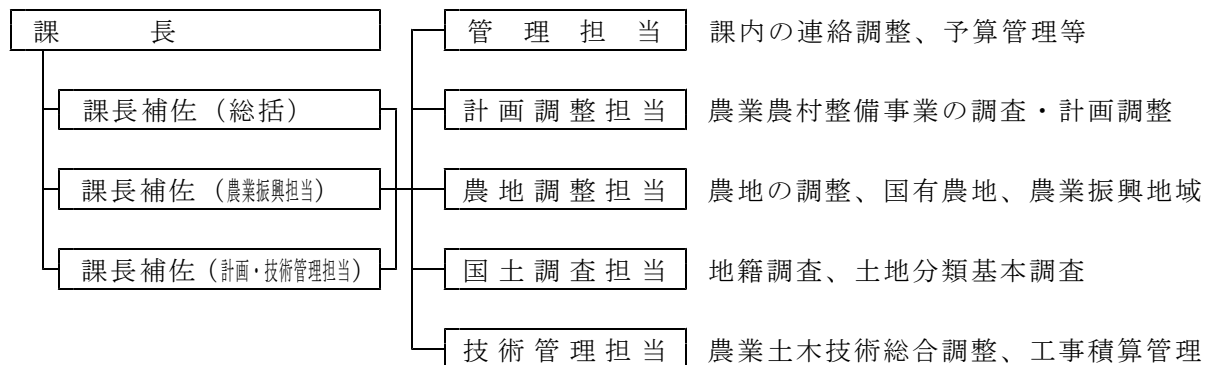 課長
管理担当 課内の連絡調整、予算管理等
課長補佐(総括)
計画調整担当 農業農村整備事業の調査・計画調整
課長補佐(農業振興担当)
農地調整担当 農地の調整、国有農地、農業振興地域
課長補佐(計画・技術管理担当)
国土調査担当 地籍調査、土地分類基本調査
技術管理担当 農業土木技術総合調整、工事積算管理